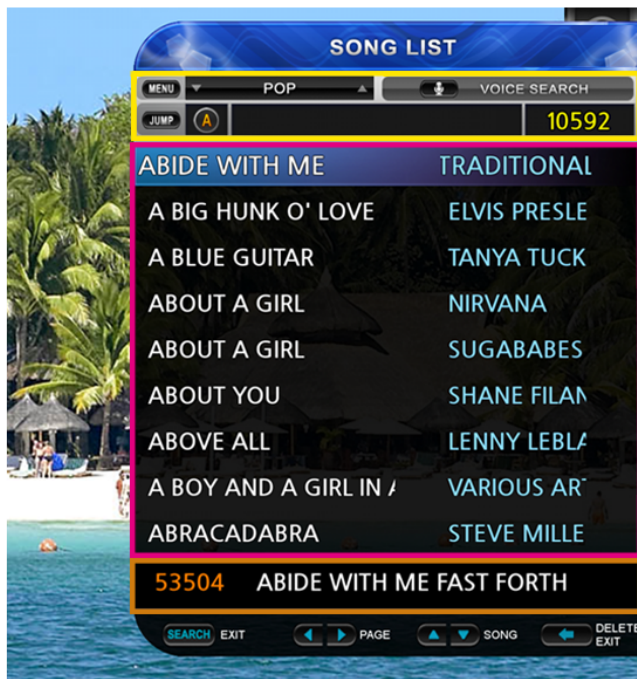 SONG LIST
MENU POP VOICE SEARCH
JUMP A 10592
ABIDE WITH ME TRADITIONAL
A BIG HUNK O' LOVE ELVIS PRESLE
A BLUE GUITAR TANYA TUCK
ABOUT A GIRL NIRVANA
ABOUT A GIRL SUGABABES
ABOUT YOU SHANE FILAN
ABOVE ALL LENNY LEBLA
A BOY AND A GIRL IN A VARIOUS ART
ABRACADABRA STEVE MILLE
53504 ABIDE WITH ME FAST FORTH
SEARCH EXIT PAGE SONG DELETE
EXIT